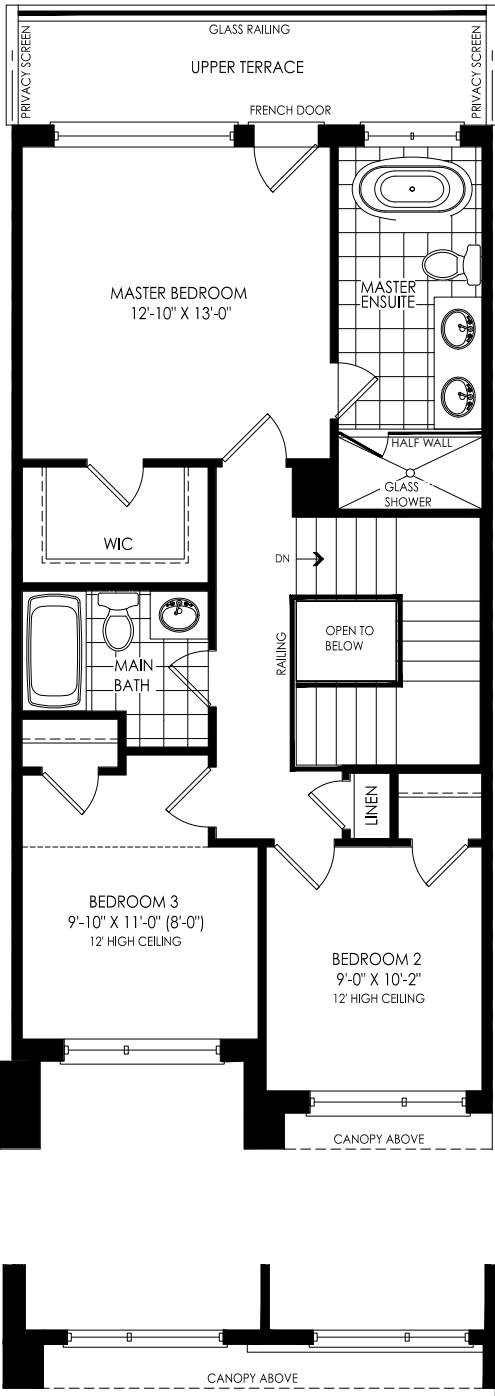 GLASS RAILING
PRIVACY SCREEN
PRIVACY SCREEN
UPPER TERRACE
FRENCH DOOR
MASTER BEDROOM
12'-10" X 13'-0"
MASTER
ENSUITE
HALF WALL
GLASS
SHOWER
WIC
DN
OPEN TO
BELOW
RAILING
MAIN
BATH
LINEN
BEDROOM 3
9'-10" X 11'-0" (8'-0")
12' HIGH CEILING
BEDROOM 2
9'-0" X 10'-2"
12' HIGH CEILING
CANOPY ABOVE
CANOPY ABOVE